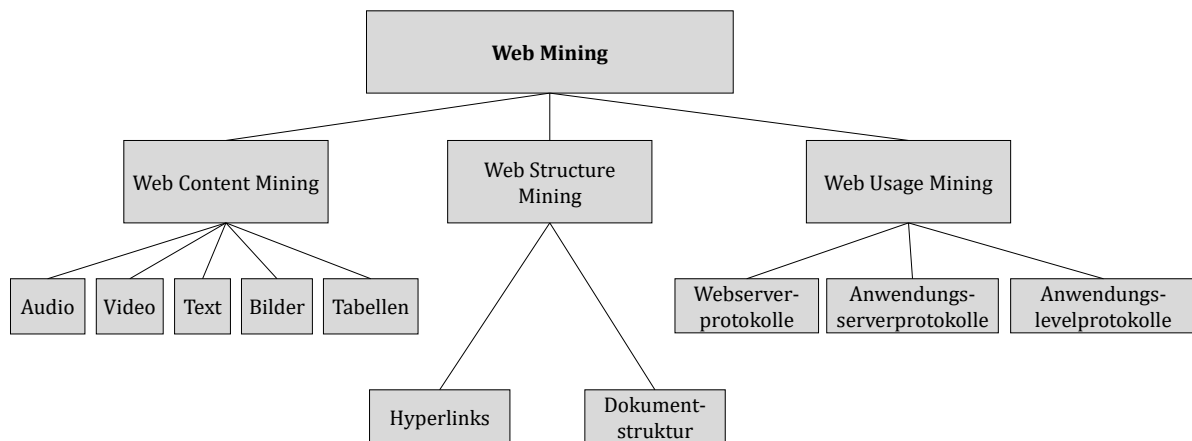 Web Mining
Web Content Mining
Web Structure
Mining
Web Usage Mining
Audio
Video
Text
Bilder
Tabellen
Webserver-
protokolle
Anwendungs-
serverprotokolle
Anwendungs-
levelprotokolle
Hyperlinks
Dokument-
struktur